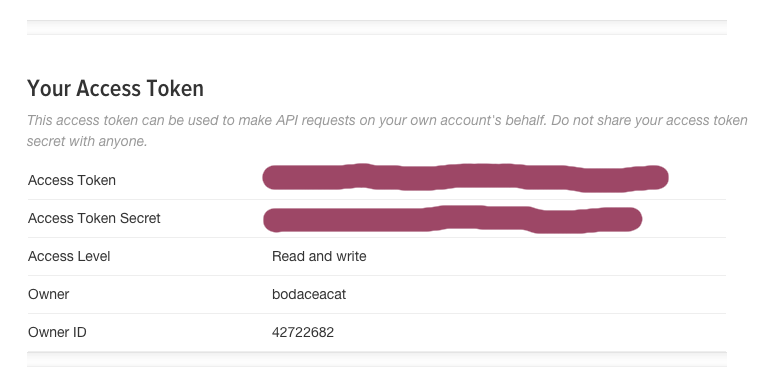 Your Access Token
This access token can be used to make API requests on your own account's behalf. Do not share your access token
secret with anyone.
Access Token
Access Token Secret
Access Level Read and write
Owner bodaceacat
Owner ID 42722682